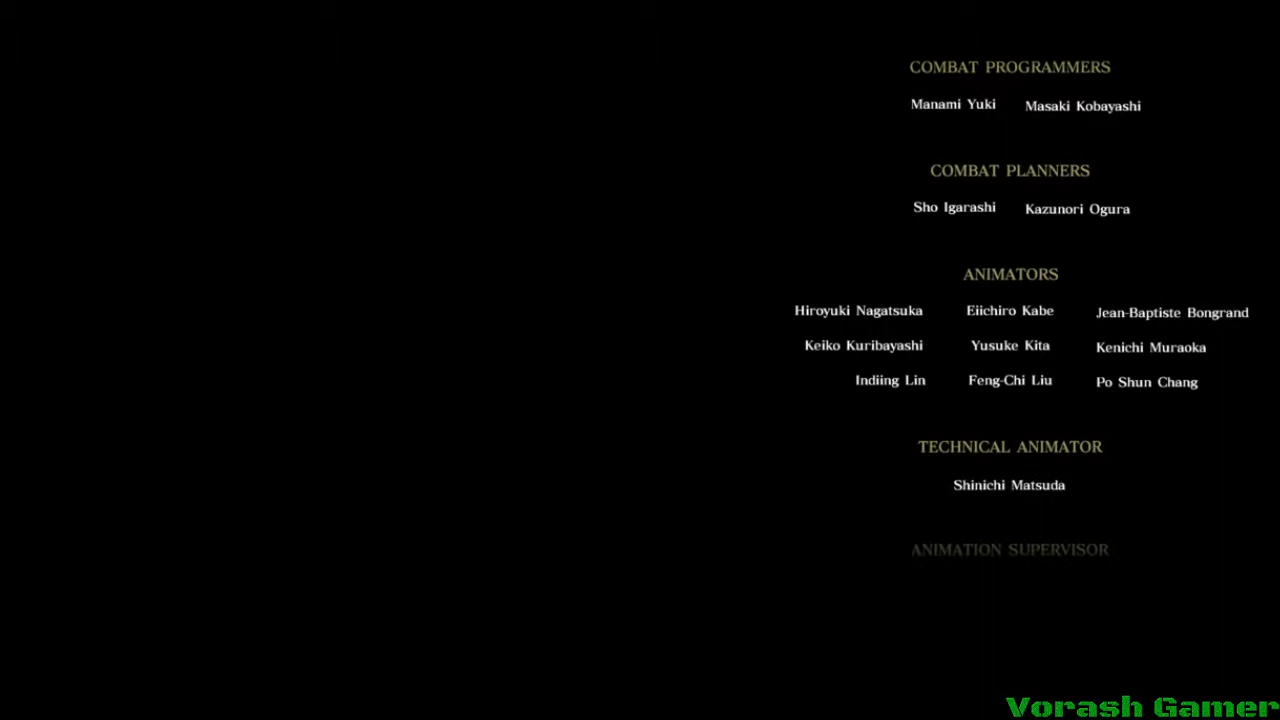 COMBAT PROGRAMMERS
Manami Yuki Masaki Kobayashi
COMBAT PLANNERS
Sho Igarashi Kazunori Ogura
ANIMATORS
Hiroyuki Nagatsuka Eiichiro Kabe Jean-Baptiste Bongrand
Keiko Kuribayashi Yusuke Kita Kenichi Muraoka
Indiing Lin Feng-Chi Liu Po Shun Chang
TECHNICAL ANIMATOR
Shinichi Matsuda
ANIMATION SUPERVISOR
Vorash Gamer